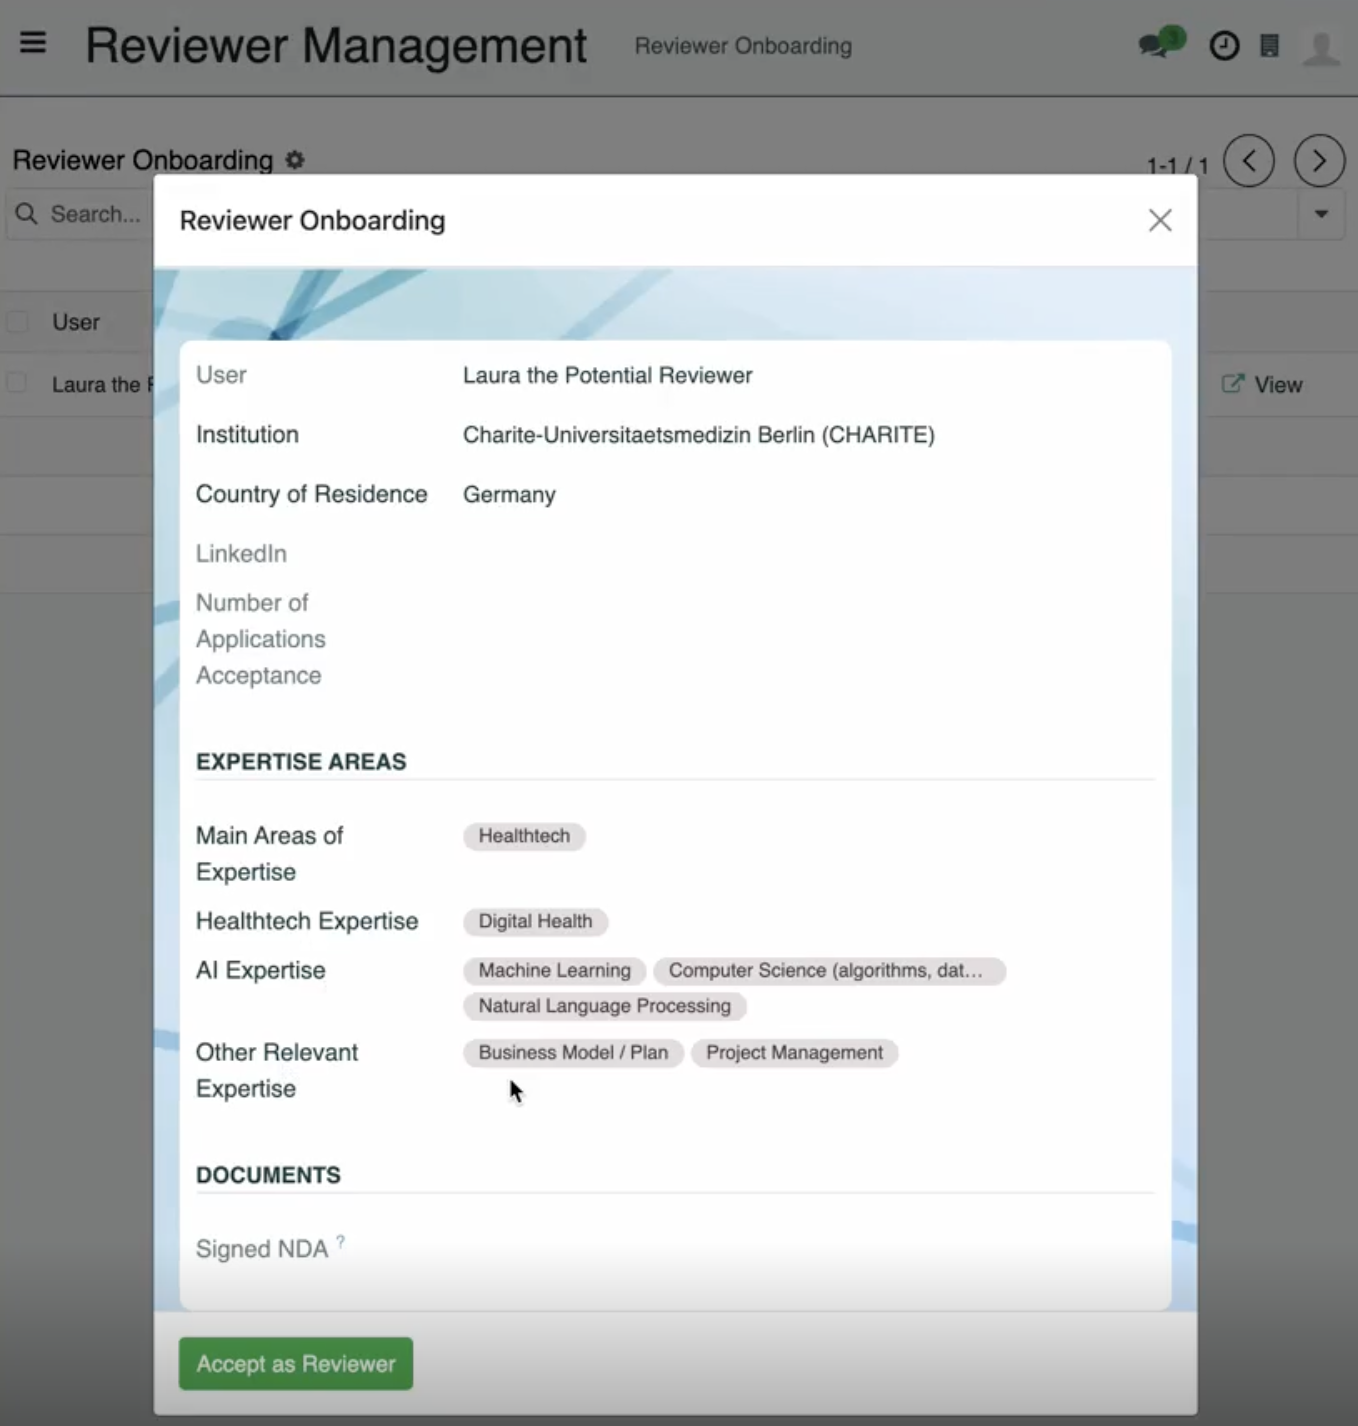 Reviewer Management
Reviewer Onboarding
3
Reviewer Onboarding
1-1 / 1
Search...
User
Laura the
View
Reviewer Onboarding
User
Laura the Potential Reviewer
Institution
Charite-Universitaetsmedizin Berlin (CHARITE)
Country of Residence
Germany
LinkedIn
Number of
Applications
Acceptance
EXPERTISE AREAS
Main Areas of
Expertise
Healthtech
Healthtech Expertise
Digital Health
AI Expertise
Machine Learning
Computer Science (algorithms, dat...
Natural Language Processing
Other Relevant
Expertise
Business Model / Plan
Project Management
DOCUMENTS
Signed NDA ?
Accept as Reviewer